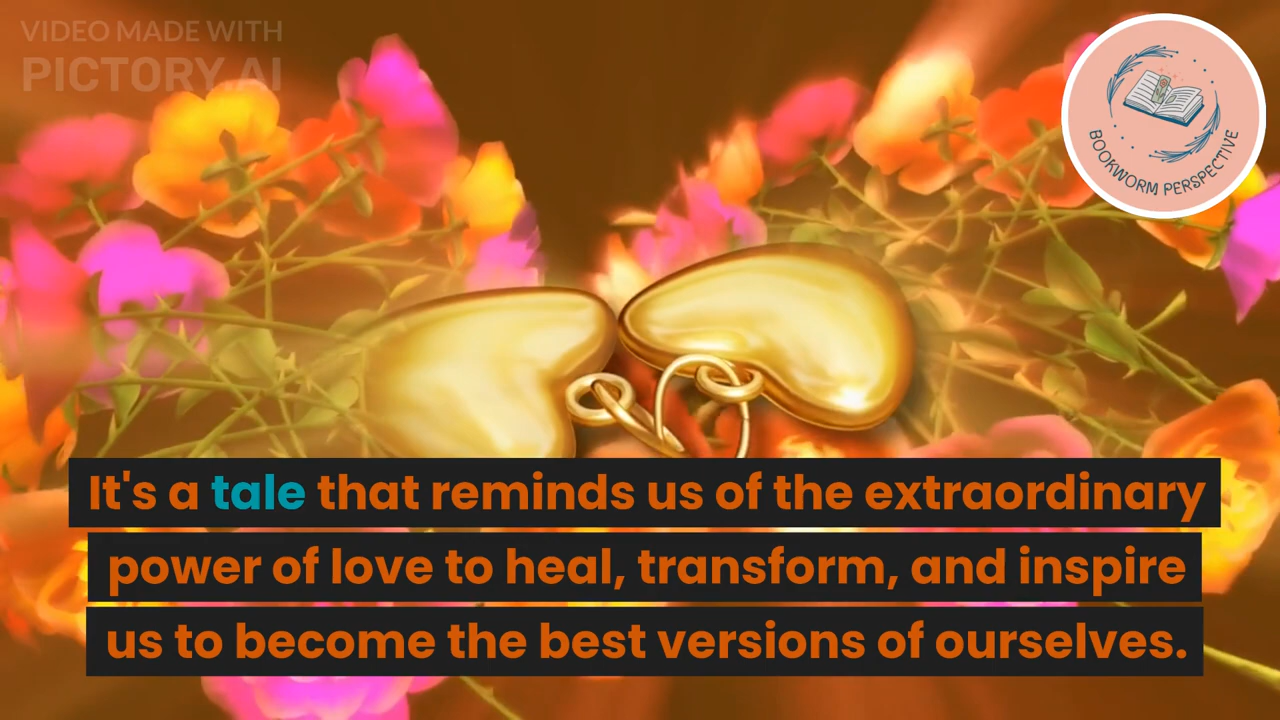 VIDEO MADE WITH
PICTORY.AI
BOOKWORM PERSPECTIVE
It's a tale that reminds us of the extraordinary
power of love to heal, transform, and inspire
us to become the best versions of ourselves.